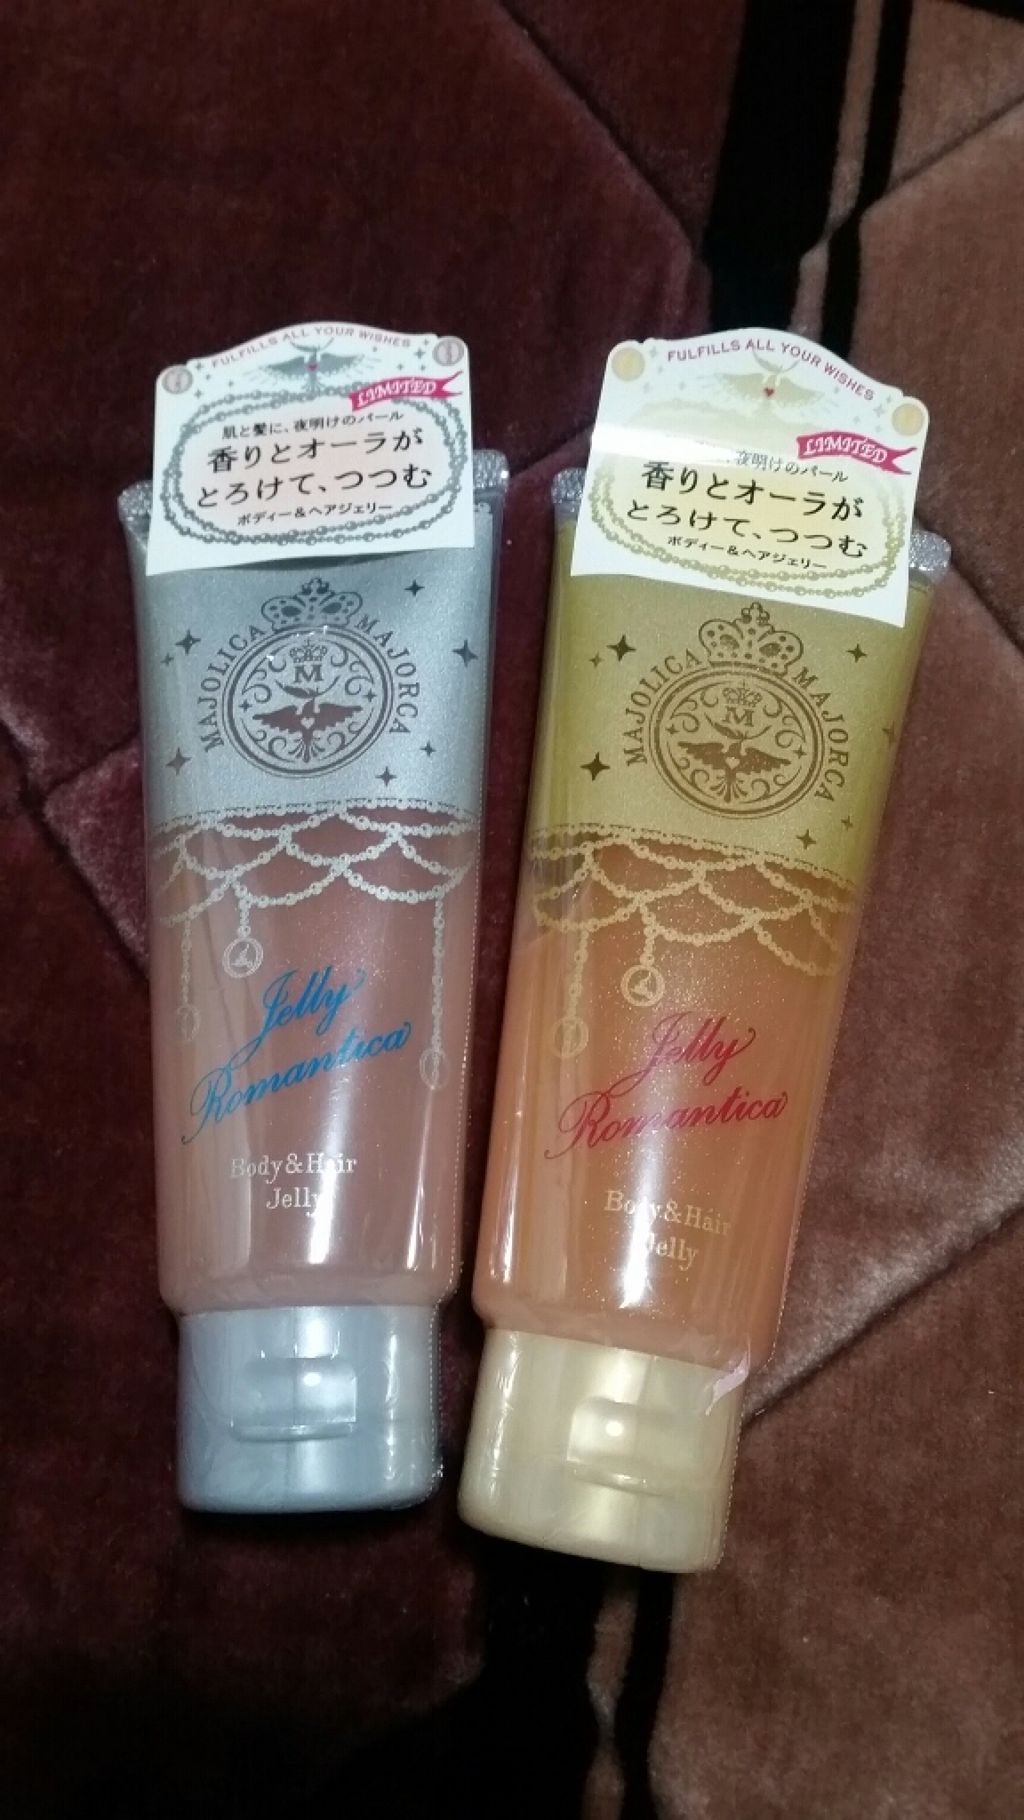 FULFILLS ALL YOUR WISHES
LIMITED
肌と髪に、夜明けのパール
香りとオーラが
とろけて、つつむ
ボディー&ヘアジェリー
MAJOLICA MAJORCA
M
Jelly
Romantica
Body&Hair
Jelly
FULFILLS ALL YOUR WISHES
LIMITED
夜明けのパール
香りとオーラが
とろけて、つつむ
ボディー&ヘアジェリー
MAJOLICA MAJORCA
M
Jelly
Romantica
Body&Hair
Jelly